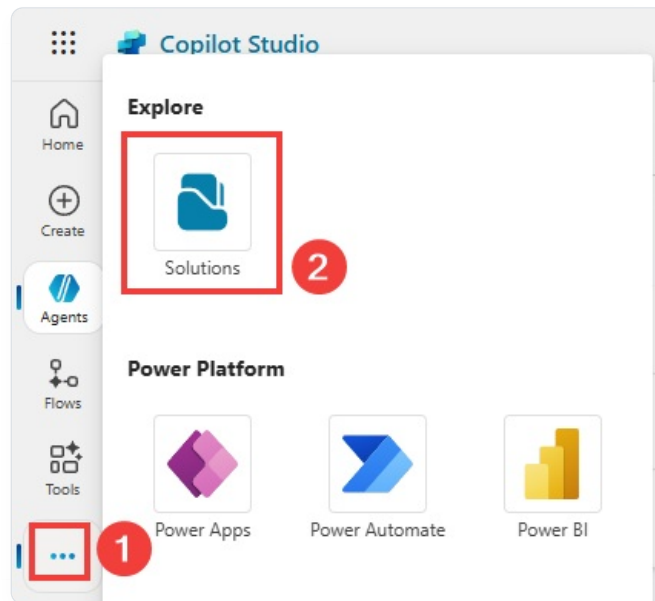 Copilot Studio
Home
Create
Agents
Flows
Tools
1
Explore
Solutions
2
Power Platform
Power Apps
Power Automate
Power BI